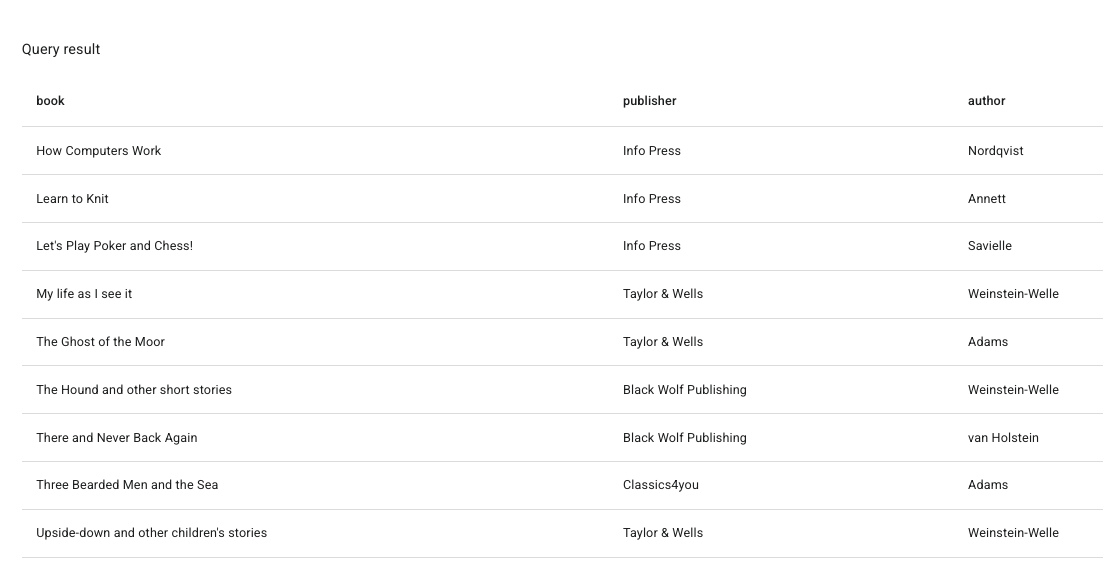 Query result
book publisher author
How Computers Work Info Press Nordqvist
Learn to Knit Info Press Annett
Let's Play Poker and Chess! Info Press Savielle
My life as I see it Taylor & Wells Weinstein-Welle
The Ghost of the Moor Taylor & Wells Adams
The Hound and other short stories Black Wolf Publishing Weinstein-Welle
There and Never Back Again Black Wolf Publishing van Holstein
Three Bearded Men and the Sea Classics4you Adams
Upside-down and other children's stories Taylor & Wells Weinstein-Welle